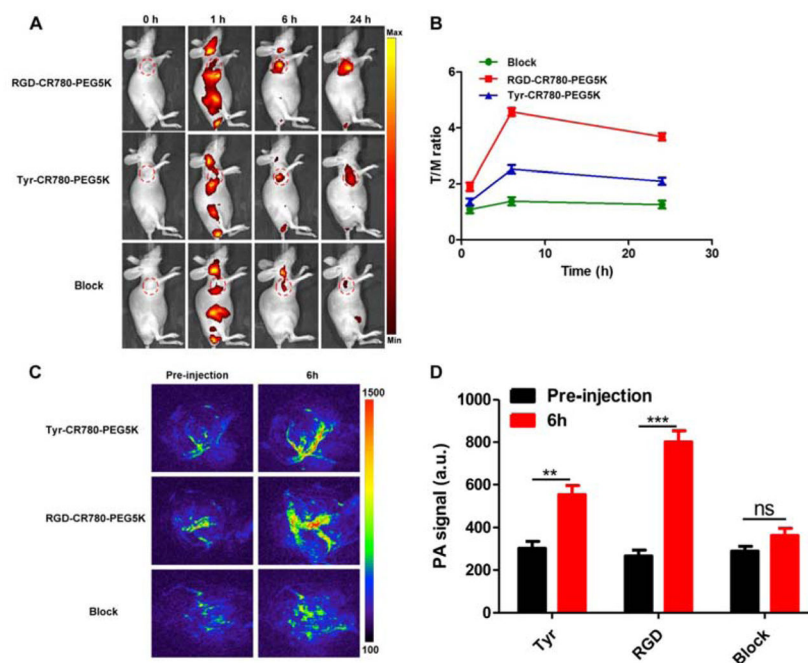 A
0 h 1 h 6 h 24 h
RGD-CR780-PEG5K
Tyr-CR780-PEG5K
Block
Max
Min
B
Block
RGD-CR780-PEG5K
Tyr-CR780-PEG5K
T/M ratio
6
4
2
0
0 10 20 30
Time (h)
C
Pre-injection 6h
Tyr-CR780-PEG5K
RGD-CR780-PEG5K
Block
1500
100
D
Pre-injection
6h
PA signal (a.u.)
1000
800
600
400
200
0
** *** ns
Tyr RGD Block